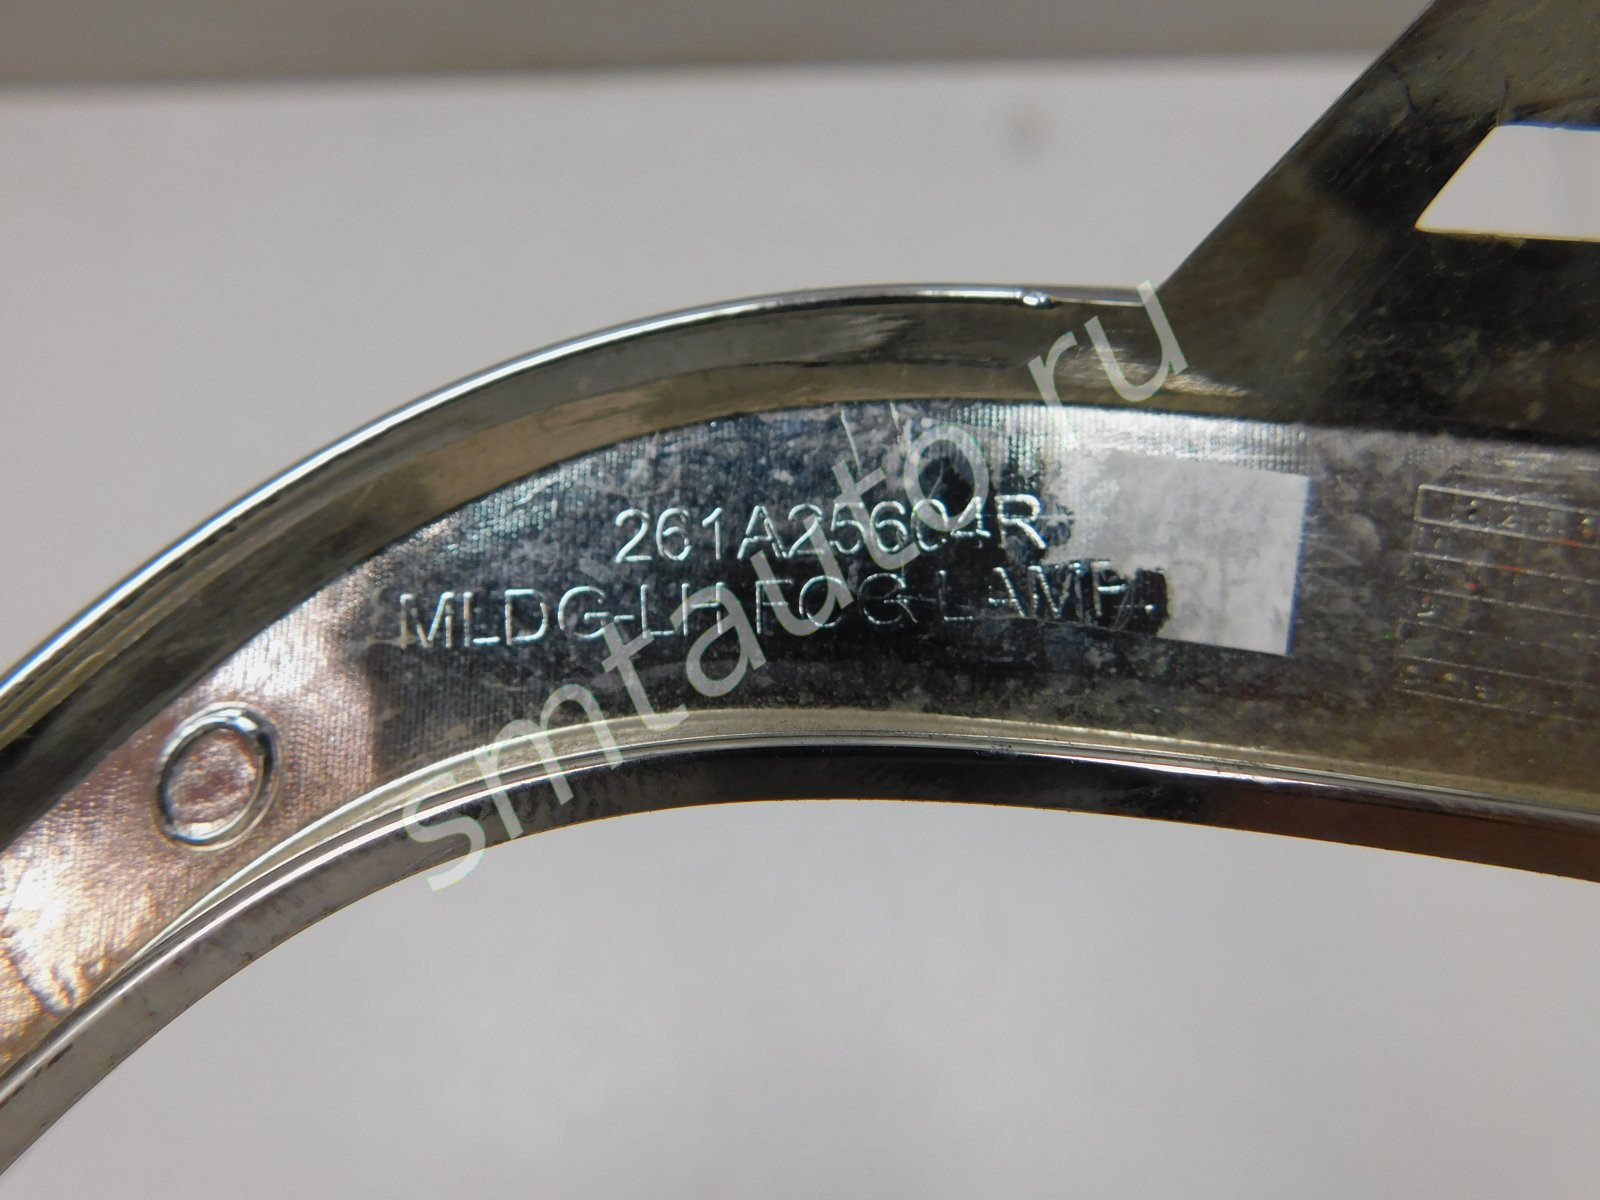 261A25604R
MLDG-LH FOG LAMP.
smtauto.ru